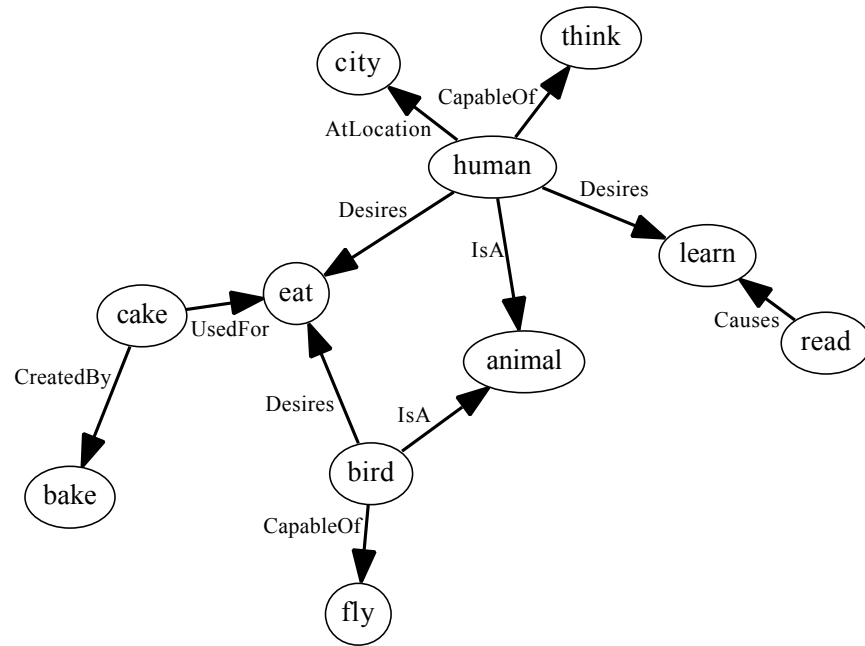 think
city
CapableOf
AtLocation
human
Desires
Desires
IsA
learn
eat
cake
UsedFor
Causes
read
animal
CreatedBy
Desires
IsA
bird
bake
CapableOf
fly